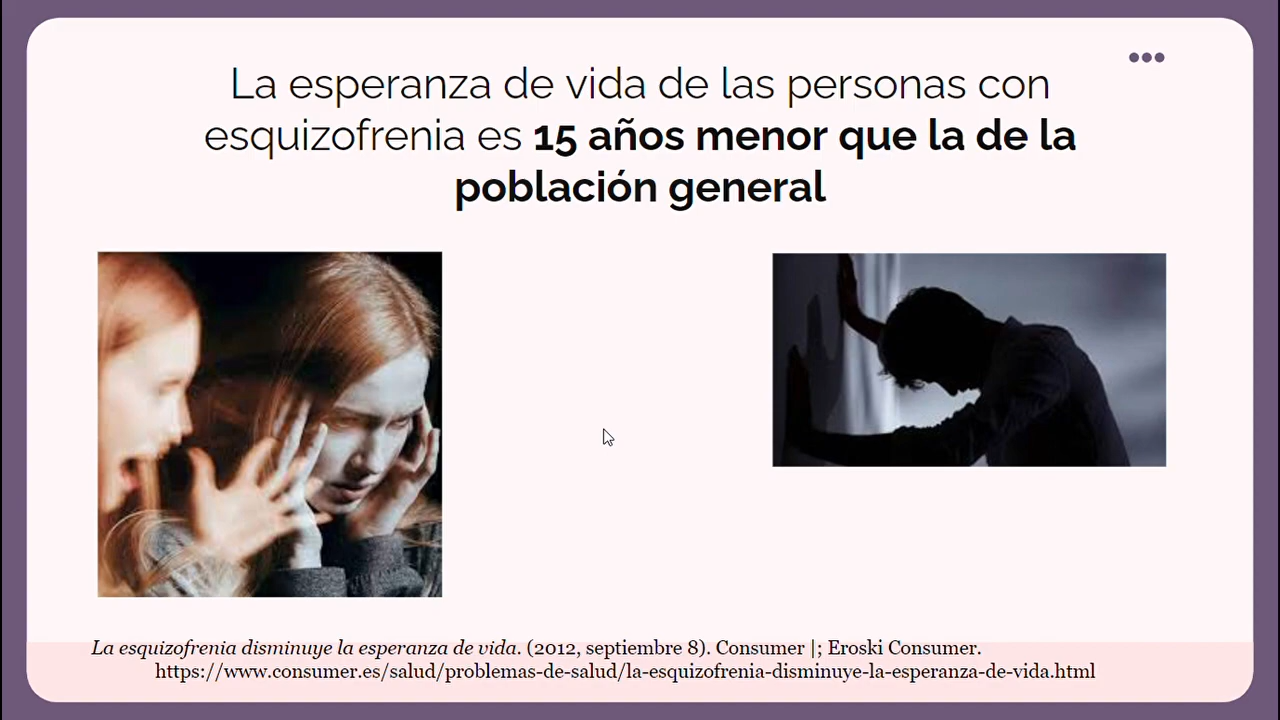 La esperanza de vida de las personas con
esquizofrenia es 15 años menor que la de la
población general
La esquizofrenia disminuye la esperanza de vida. (2012, septiembre 8). Consumer |; Eroski Consumer.
https://www.consumer.es/salud/problemas-de-salud/la-esquizofrenia-disminuye-la-esperanza-de-vida.html